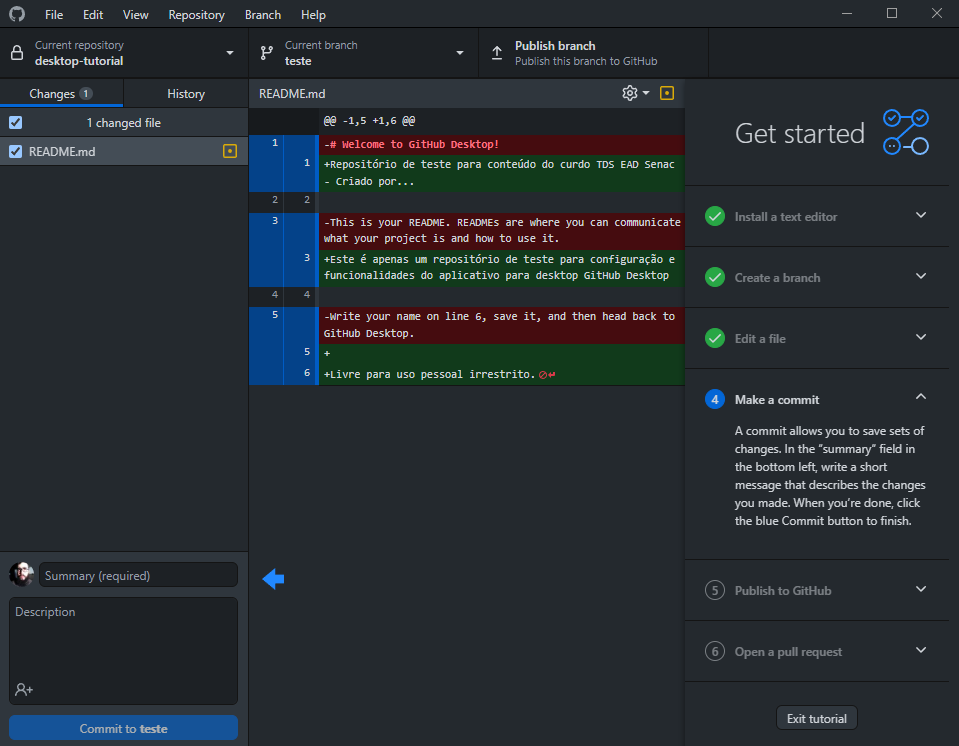 File Edit View Repository Branch Help
Current repository
desktop-tutorial
Current branch
teste
Publish branch
Publish this branch to GitHub
Changes 1 History
1 changed file
README.md
README.md
@@ -1,5 +1,6 @@
1 -# Welcome to GitHub Desktop!
1 +Repositório de teste para conteúdo do curdo TDS EAD Senac
- Criado por...
2 2
3 -This is your README. READMEs are where you can communicate
what your project is and how to use it.
3 +Este é apenas um repositório de teste para configuração e
funcionalidades do aplicativo para desktop GitHub Desktop
4 4
5 -Write your name on line 6, save it, and then head back to
GitHub Desktop.
5 +
6 +Livre para uso pessoal irrestrito.
Summary (required)
Description
Commit to teste
Get started
Install a text editor
Create a branch
Edit a file
4 Make a commit
A commit allows you to save sets of
changes. In the “summary” field in
the bottom left, write a short
message that describes the changes
you made. When you’re done, click
the blue Commit button to finish.
5 Publish to GitHub
6 Open a pull request
Exit tutorial